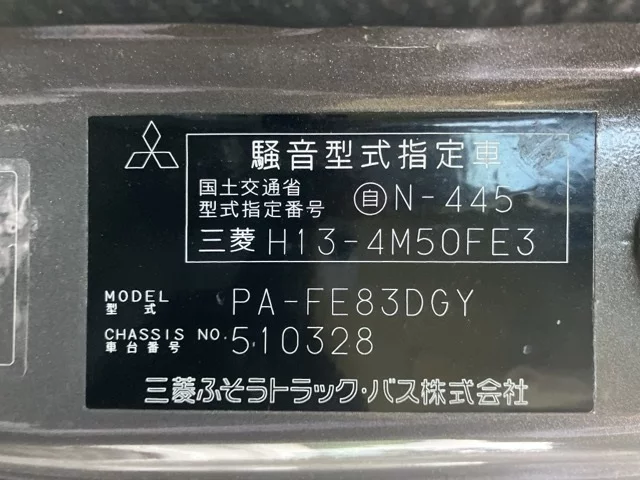 騒音型式指定車
国土交通省
型式指定番号 自 N-445
三菱 H13-4M50FE3
MODEL
型式 PA-FE83DGY
CHASSIS NO.
車台番号 510328
三菱ふそうトラック・バス株式会社